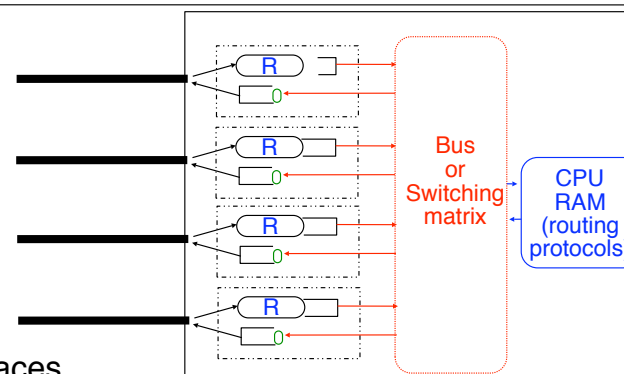 R
0
R
0
R
0
R
0
Bus
or
Switching
matrix
CPU
RAM
(routing
protocols
aces